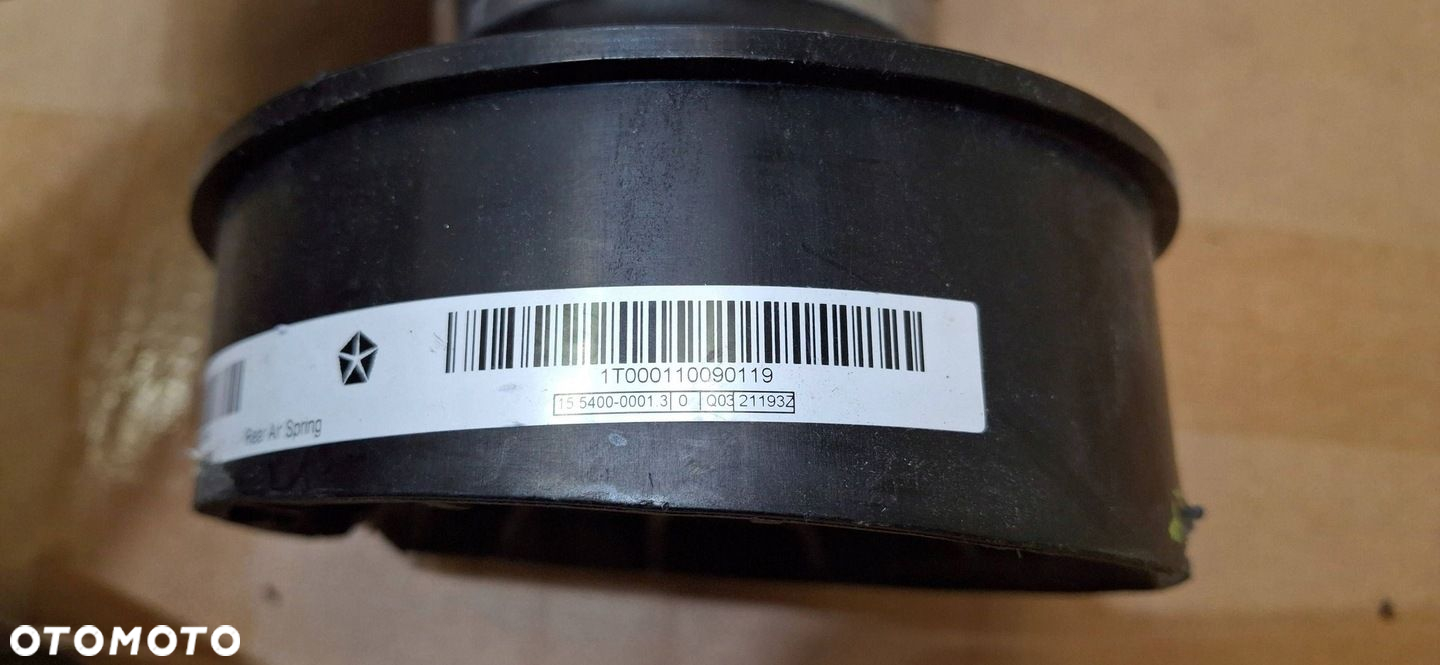 1T000110090119
15 5400-0001.3 0 Q03 21193Z
Rear Air Spring
OTOMOTO